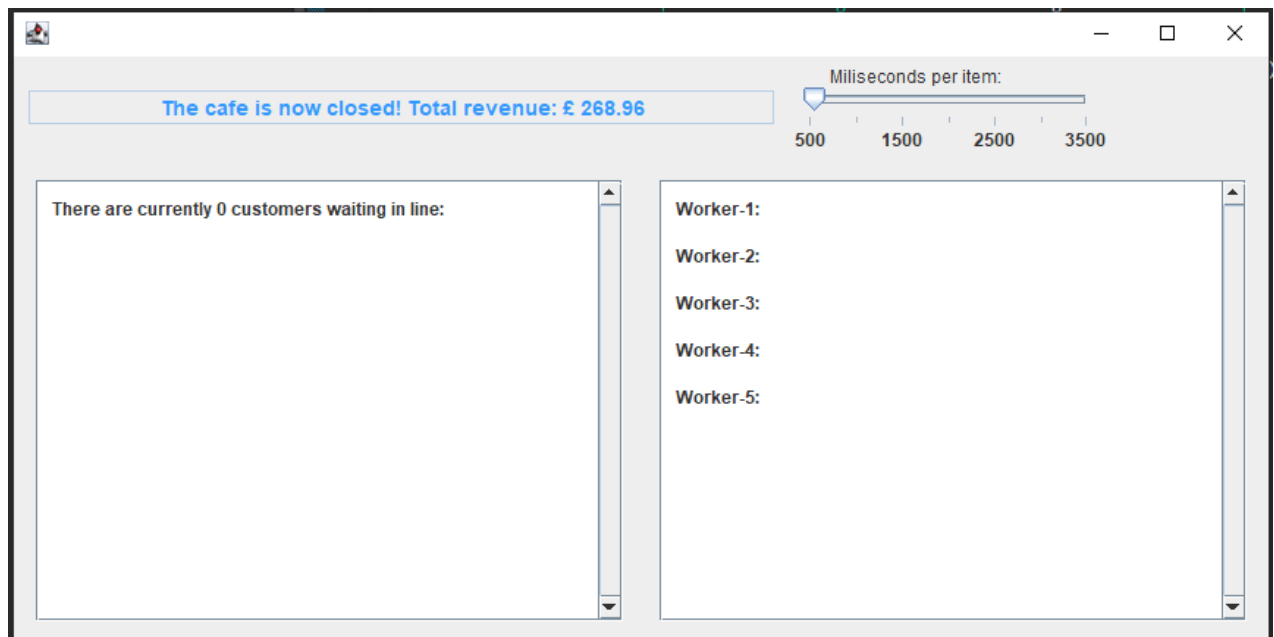 The cafe is now closed! Total revenue: £ 268.96
Miliseconds per item:
500 1500 2500 3500
There are currently 0 customers waiting in line:
Worker-1:
Worker-2:
Worker-3:
Worker-4:
Worker-5: